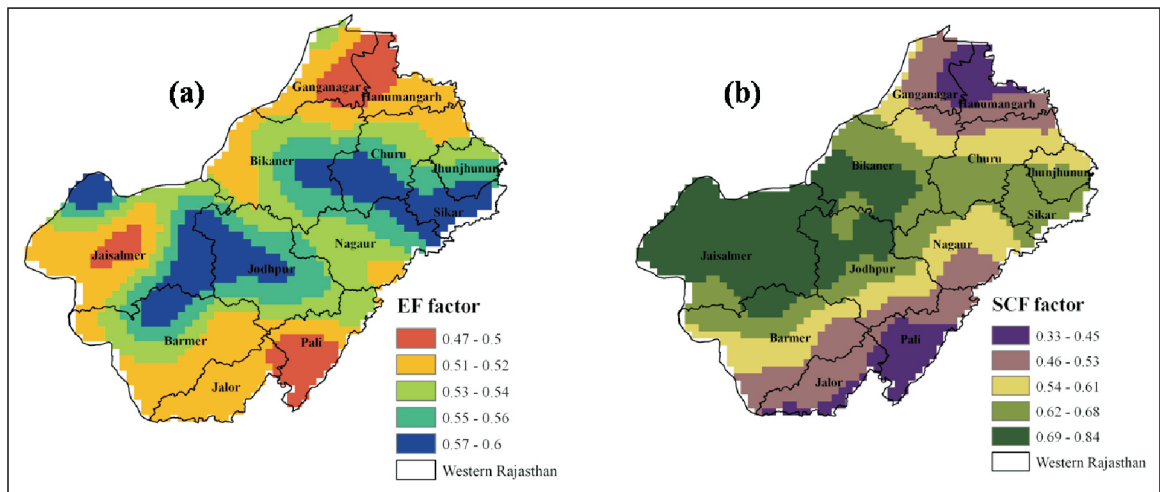 (a)
Ganganagar
Hanumangarh
Bikaner
Churu
Jhunjhunun
Sikar
Jaisalmer
Nagaur
Jodhpur
Barmer
Pali
Jalor
EF factor
0.47 - 0.5
0.51 - 0.52
0.53 - 0.54
0.55 - 0.56
0.57 - 0.6
Western Rajasthan
(b)
Ganganagar
Hanumangarh
Bikaner
Churu
Jhunjhunun
Sikar
Nagaur
Jaisalmer
Jodhpur
Barmer
Pali
Jalor
SCF factor
0.33 - 0.45
0.46 - 0.53
0.54 - 0.61
0.62 - 0.68
0.69 - 0.84
Western Rajasthan